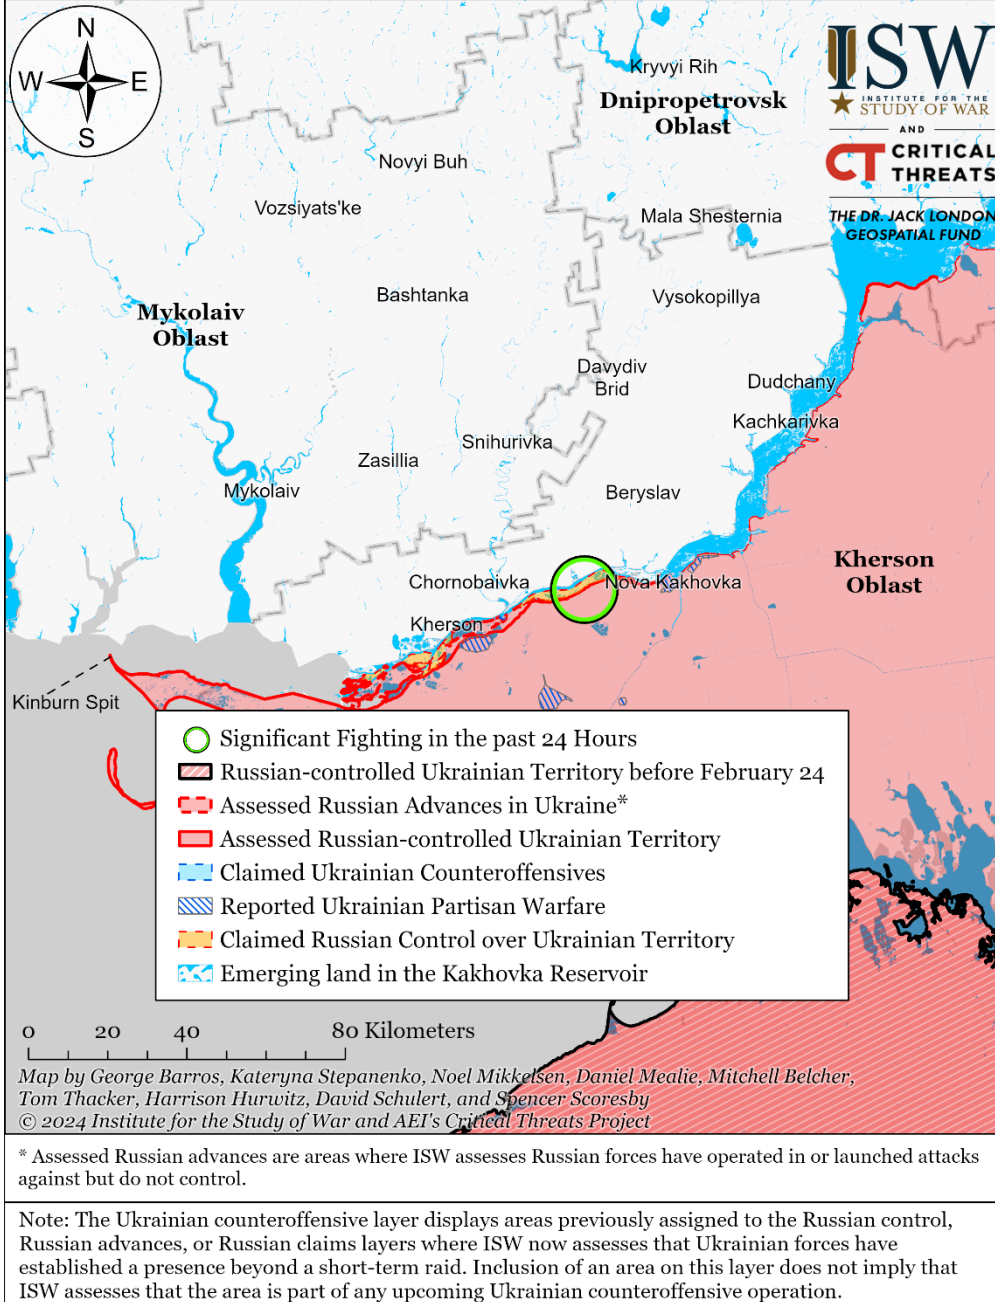 N
W
E
S
ISW
INSTITUTE FOR THE
STUDY OF WAR
AND
CT CRITICAL
THREATS
THE DR. JACK LONDON
GEOSPATIAL FUND
Kryvyi Rih
Dnipropetrovsk
Oblast
Novyi Buh
Vozsiyats'ke
Mala Shesternia
Bashtanka
Vysokopillya
Mykolaiv
Oblast
Davydiv
Brid
Dudchany
Kachkarivka
Snihurivka
Zasillia
Mykolaiv
Beryslav
Kherson
Oblast
Chornobaivka
Nova Kakhovka
Kherson
Kinburn Spit
Significant Fighting in the past 24 Hours
Russian-controlled Ukrainian Territory before February 24
Assessed Russian Advances in Ukraine*
Assessed Russian-controlled Ukrainian Territory
Claimed Ukrainian Counteroffensives
Reported Ukrainian Partisan Warfare
Claimed Russian Control over Ukrainian Territory
Emerging land in the Kakhovka Reservoir
0 20 40 80 Kilometers
Map by George Barros, Kateryna Stepanenko, Noel Mikkelsen, Daniel Mealie, Mitchell Belcher,
Tom Thacker, Harrison Hurwitz, David Schulert, and Spencer Scoresby
© 2024 Institute for the Study of War and AEI's Critical Threats Project
* Assessed Russian advances are areas where ISW assesses Russian forces have operated in or launched attacks
against but do not control.
Note: The Ukrainian counteroffensive layer displays areas previously assigned to the Russian control,
Russian advances, or Russian claims layers where ISW now assesses that Ukrainian forces have
established a presence beyond a short-term raid. Inclusion of an area on this layer does not imply that
ISW assesses that the area is part of any upcoming Ukrainian counteroffensive operation.